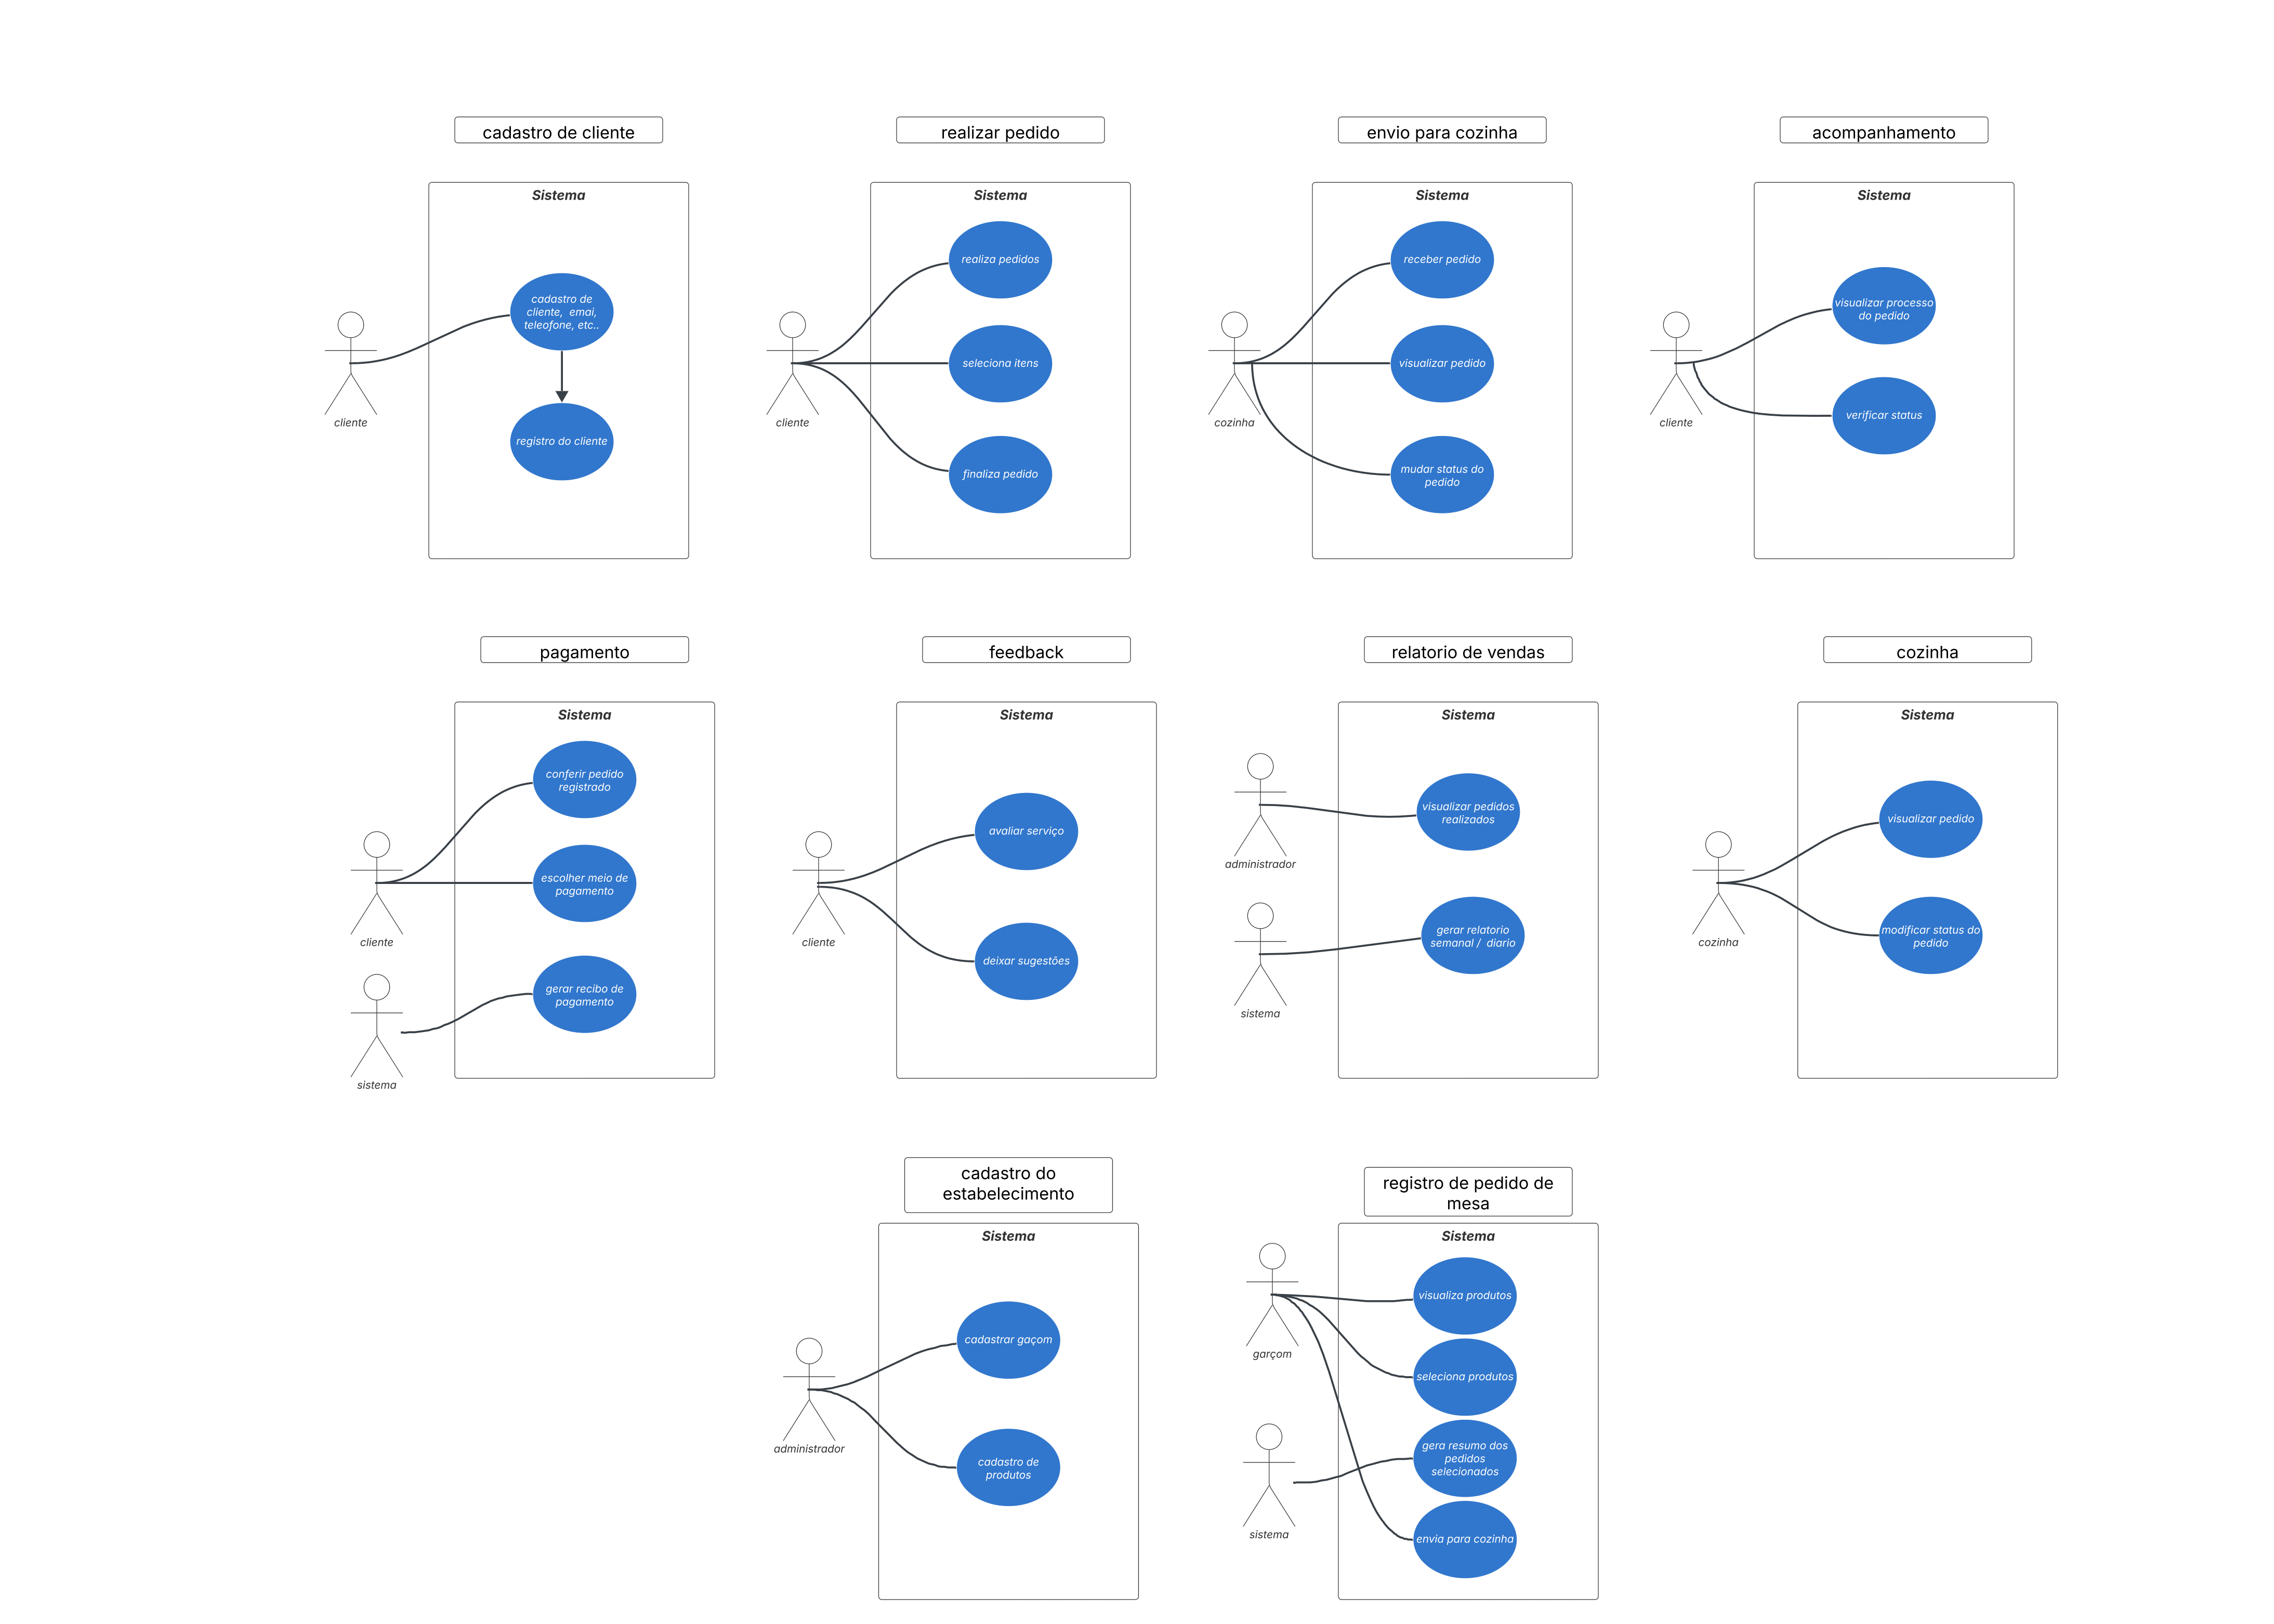 cadastro de cliente
Sistema
cadastro de
cliente, emai,
teleofone, etc..
registro do cliente
cliente
realizar pedido
Sistema
realiza pedidos
seleciona itens
finaliza pedido
cliente
envio para cozinha
Sistema
receber pedido
visualizar pedido
mudar status do
pedido
cozinha
acompanhamento
Sistema
visualizar processo
do pedido
verificar status
cliente
pagamento
Sistema
conferir pedido
registrado
escolher meio de
pagamento
cliente
gerar recibo de
pagamento
sistema
feedback
Sistema
avaliar serviço
deixar sugestões
cliente
relatorio de vendas
Sistema
visualizar pedidos
realizados
administrador
gerar relatorio
semanal / diario
sistema
cozinha
Sistema
visualizar pedido
modificar status do
pedido
cozinha
cadastro do
estabelecimento
Sistema
cadastrar gaçom
administrador
cadastro de
produtos
registro de pedido de
mesa
Sistema
visualiza produtos
garçom
seleciona produtos
gera resumo dos
pedidos
selecionados
sistema
envia para cozinha